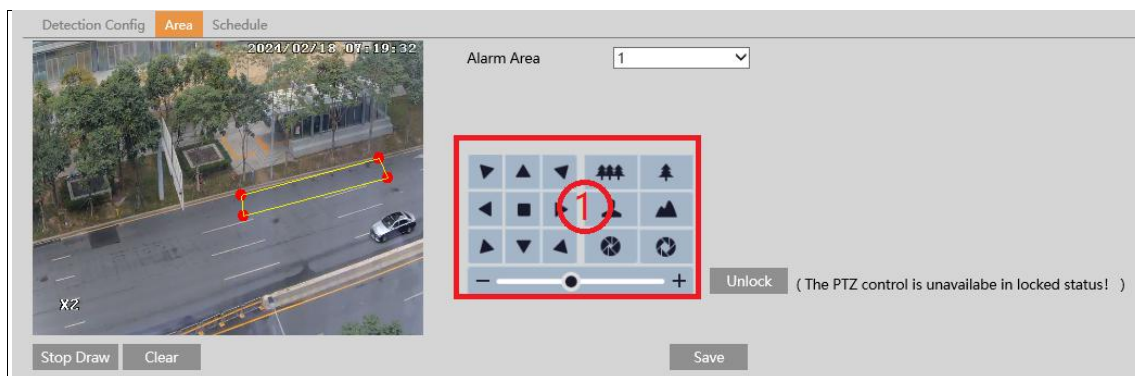 Detection Config Area Schedule
2024/02/18 07:19:32
Alarm Area 1
1
X2
Unlock ( The PTZ control is unavailabe in locked status! )
Stop Draw Clear Save